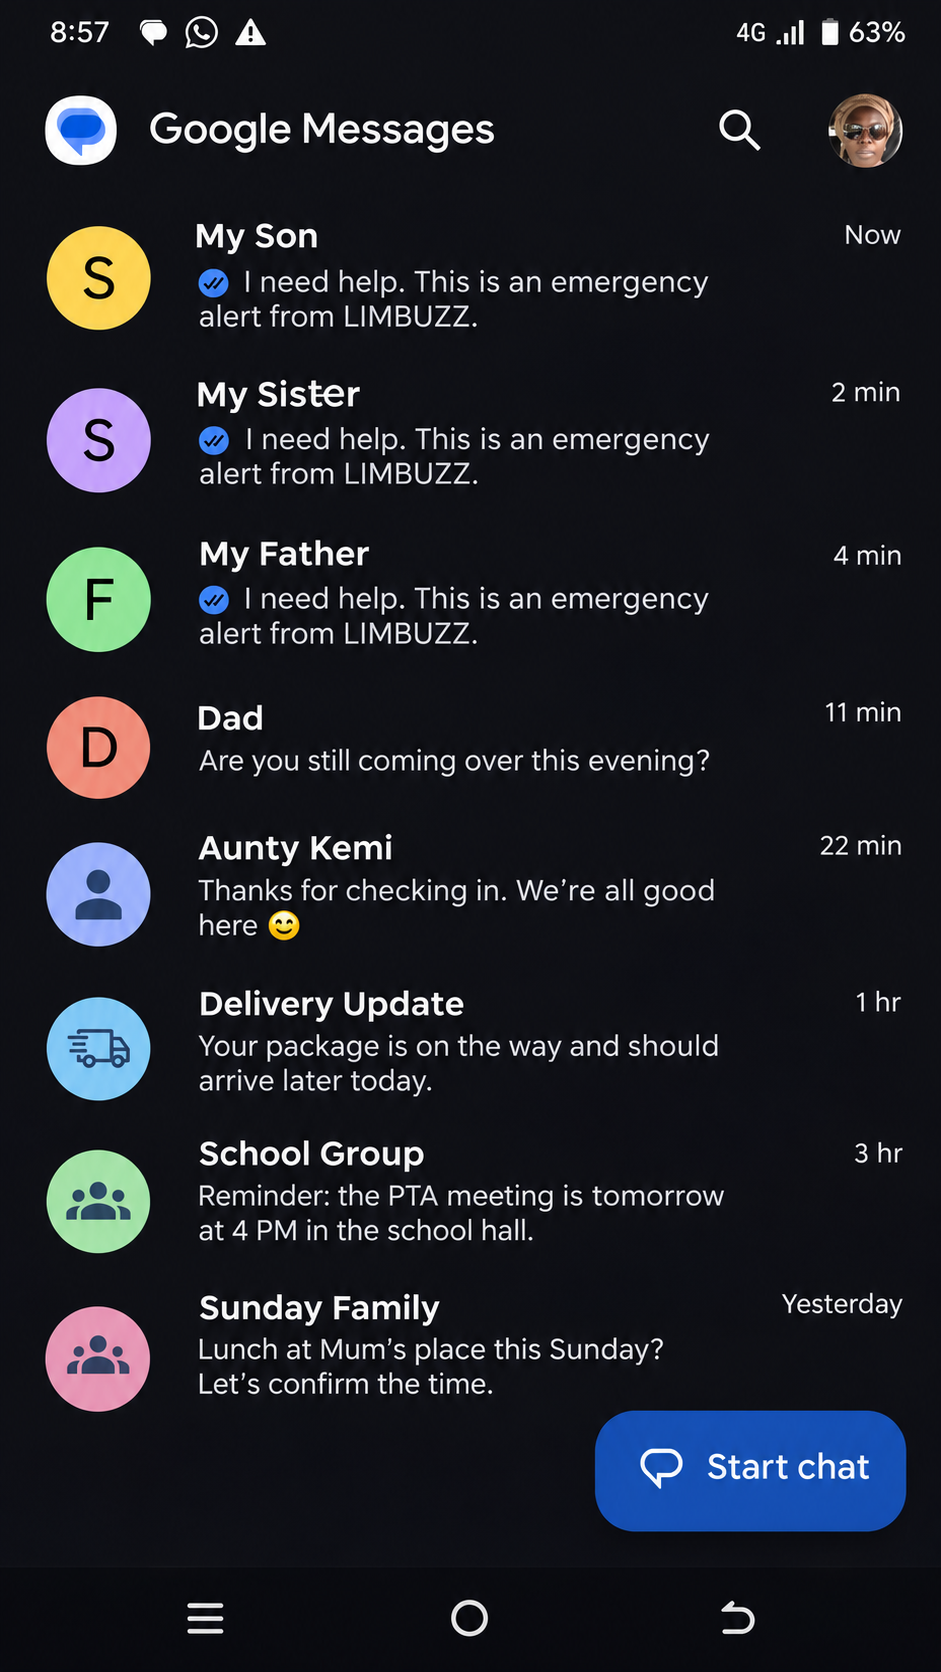 8:57
4G 63%
Google Messages
S
My Son
Now
I need help. This is an emergency
alert from LIMBUZZ.
S
My Sister
2 min
I need help. This is an emergency
alert from LIMBUZZ.
F
My Father
4 min
I need help. This is an emergency
alert from LIMBUZZ.
D
Dad
11 min
Are you still coming over this evening?
Aunty Kemi
22 min
Thanks for checking in. We’re all good
here 😊
Delivery Update
1 hr
Your package is on the way and should
arrive later today.
School Group
3 hr
Reminder: the PTA meeting is tomorrow
at 4 PM in the school hall.
Sunday Family
Yesterday
Lunch at Mum’s place this Sunday?
Let’s confirm the time.
Start chat